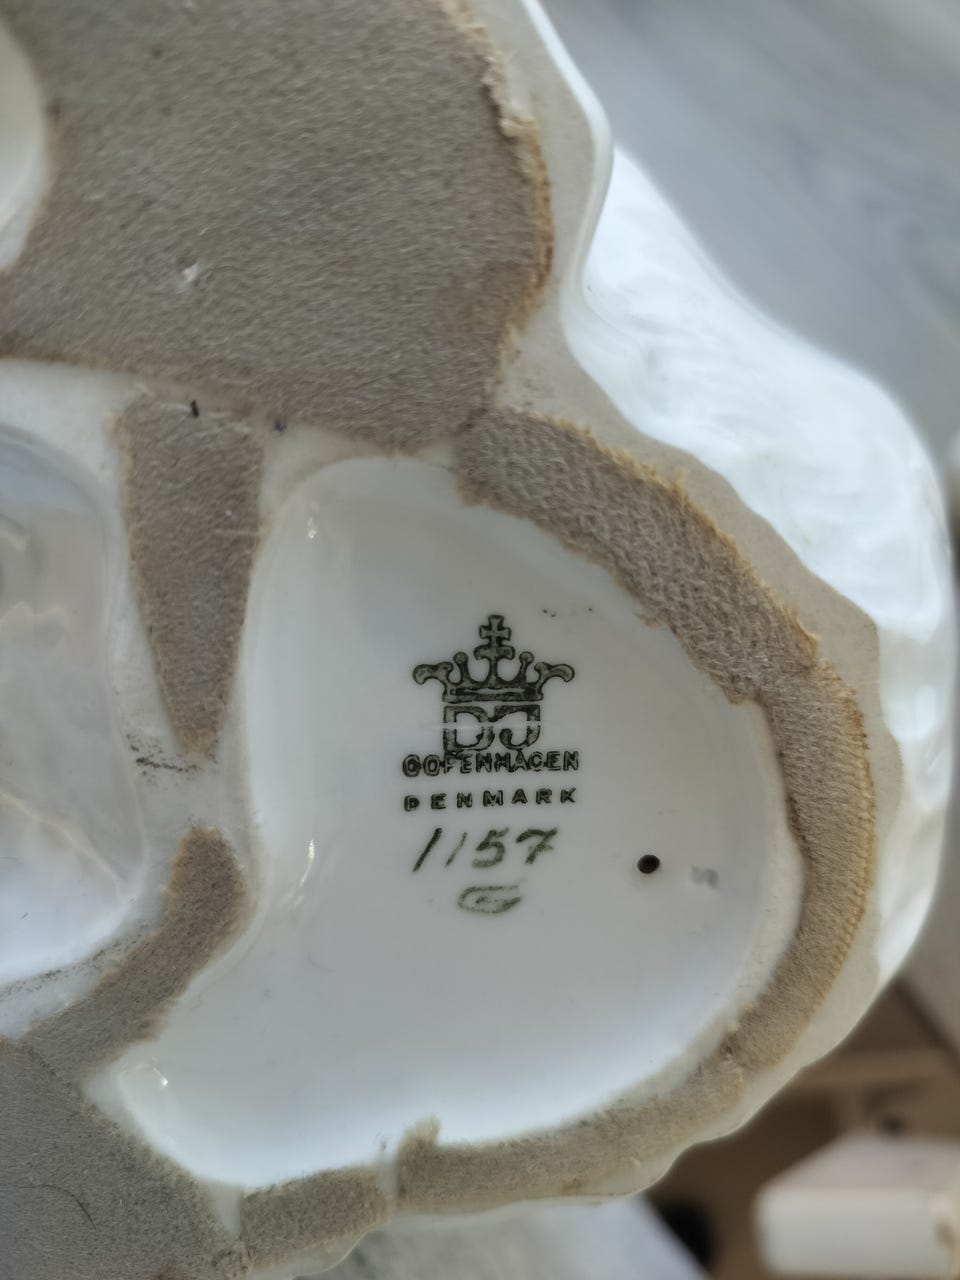 DJ
COPENHAGEN
DENMARK
1157
G